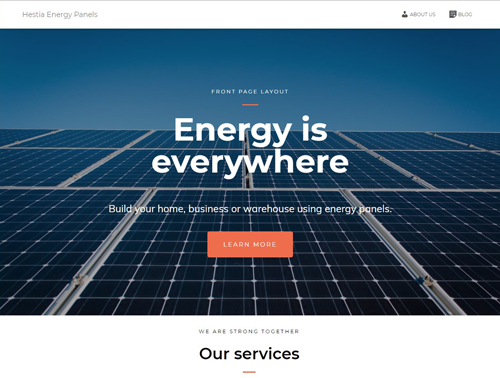 Hestia Energy Panels
ABOUT US
BLOG
FRONT PAGE LAYOUT
Energy is
everywhere
Build your home, business or warehouse using energy panels.
LEARN MORE
WE ARE STRONG TOGETHER
Our services